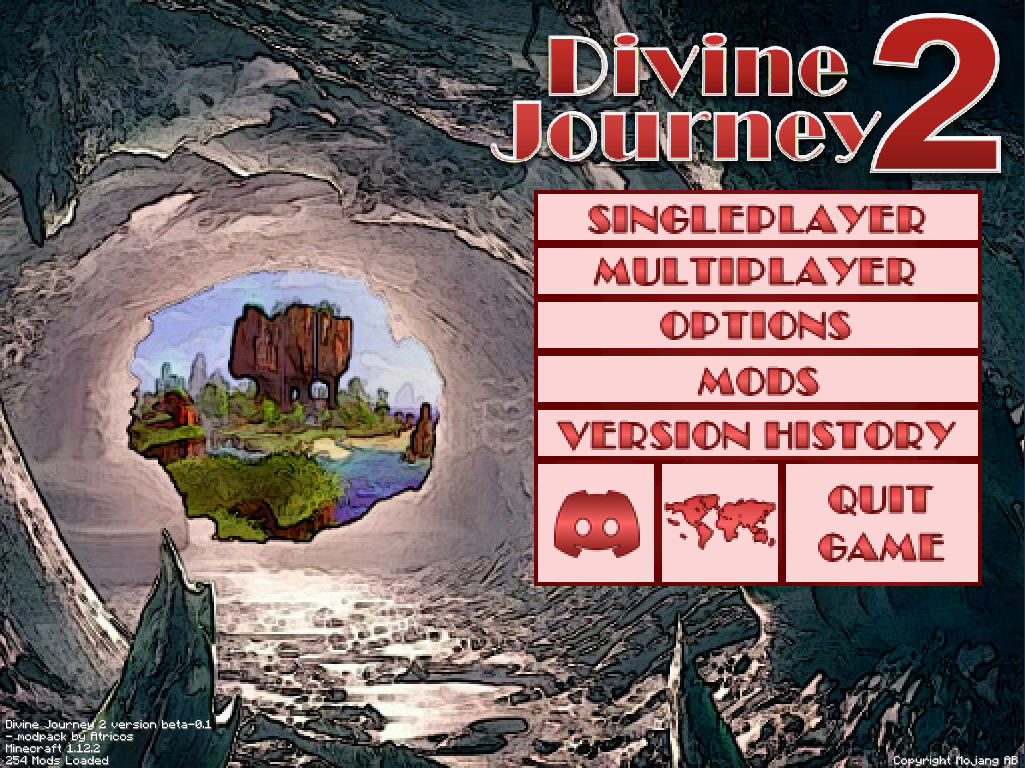 Divine
Journey 2
SINGLEPLAYER
MULTIPLAYER
OPTIONS
MODS
VERSION HISTORY
QUIT
GAME
Divine Journey 2 version beta-0.1
- modpack by Atricos
Minecraft 1.12.2
254 Mods Loaded
Copyright Mojang AB